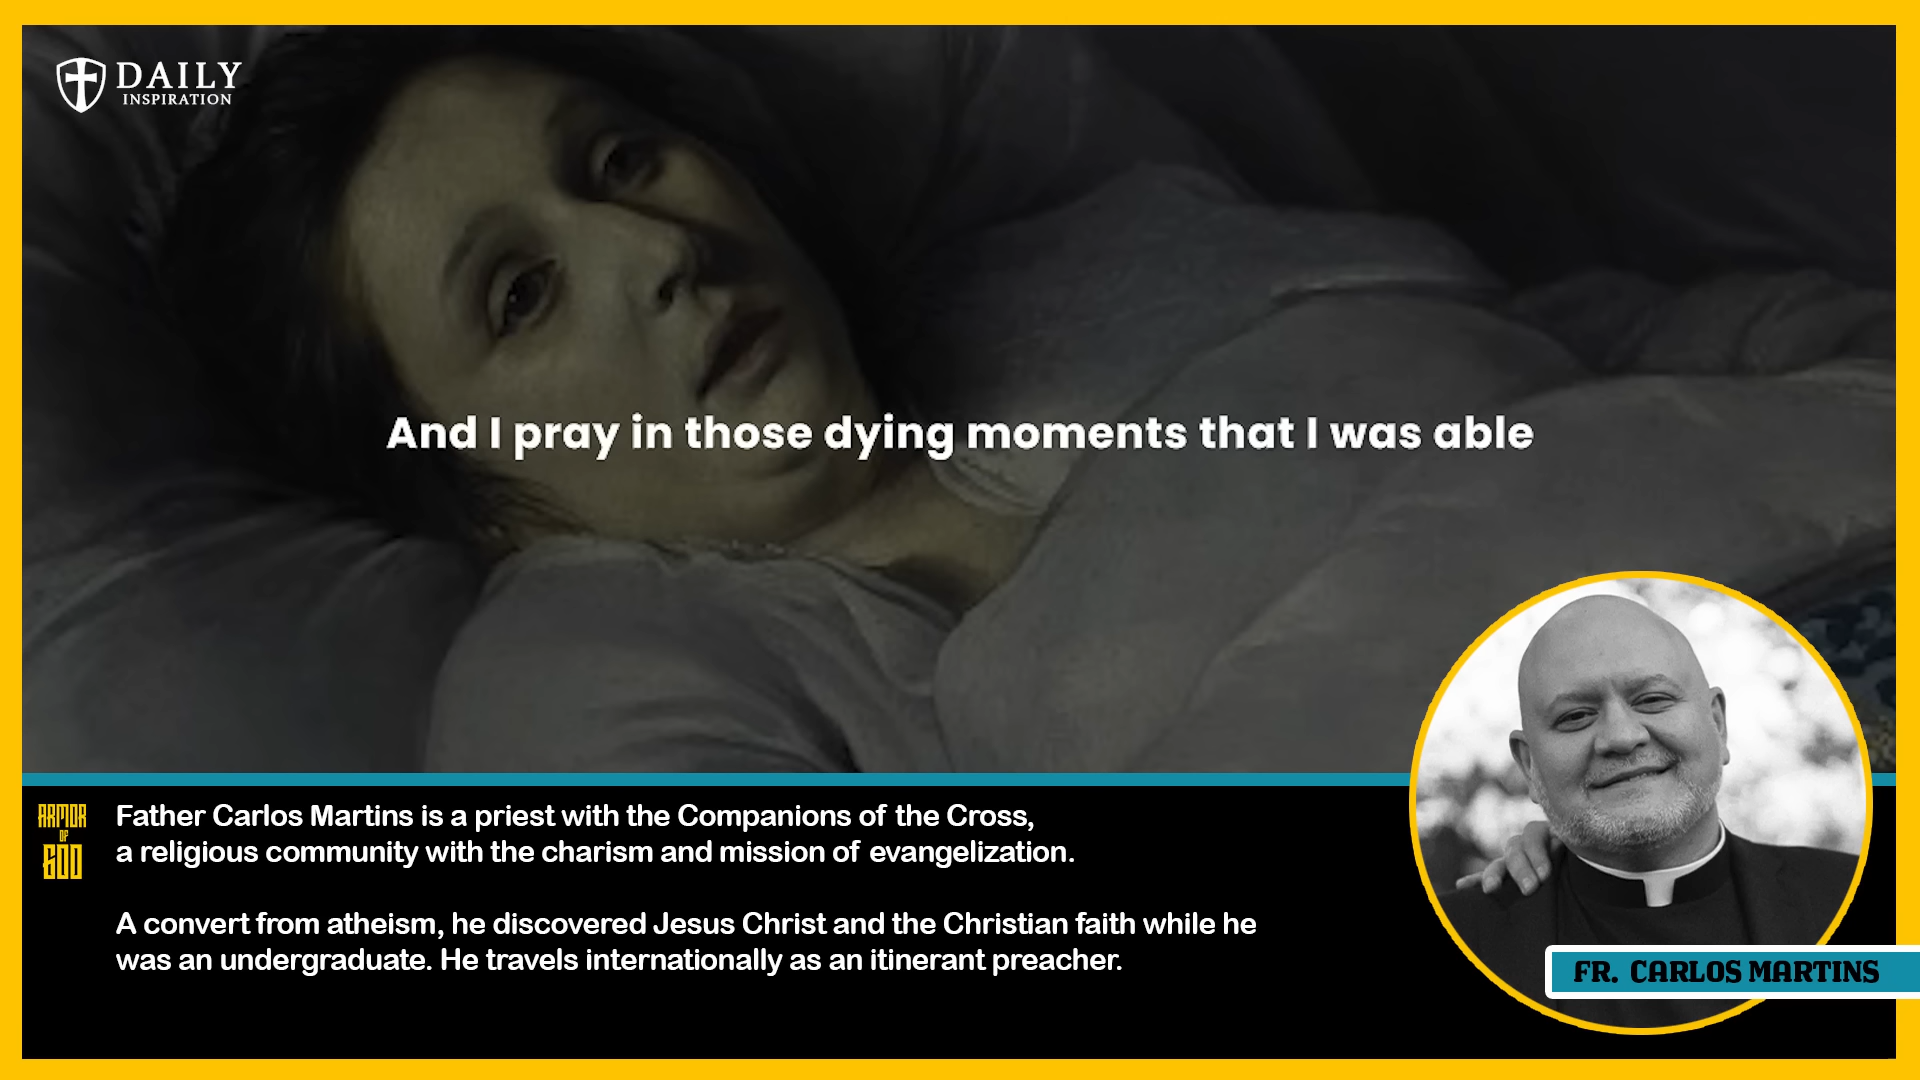 DAILY
INSPIRATION
And I pray in those dying moments that I was able
ARMOR
OF
GOD
Father Carlos Martins is a priest with the Companions of the Cross,
a religious community with the charism and mission of evangelization.
A convert from atheism, he discovered Jesus Christ and the Christian faith while he
was an undergraduate. He travels internationally as an itinerant preacher.
FR. CARLOS MARTINS